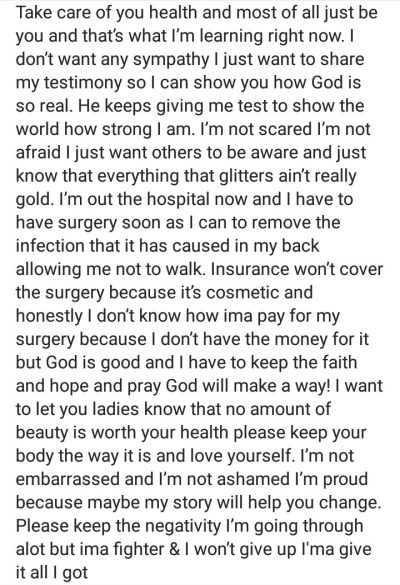 Take care of you health and most of all just be
you and that's what I'm learning right now. I
don't want any sympathy I just want to share
my testimony so I can show you how God is
so real. He keeps giving me test to show the
world how strong I am. I'm not scared I'm not
afraid I just want others to be aware and just
know that everything that glitters ain't really
gold. I'm out the hospital now and I have to
have surgery soon as I can to remove the
infection that it has caused in my back
allowing me not to walk. Insurance won't cover
the surgery because it's cosmetic and
honestly I don't know how ima pay for my
surgery because I don't have the money for it
but God is good and I have to keep the faith
and hope and pray God will make a way! I want
to let you ladies know that no amount of
beauty is worth your health please keep your
body the way it is and love yourself. I'm not
embarrassed and I'm not ashamed I'm proud
because maybe my story will help you change.
Please keep the negativity I'm going through
alot but ima fighter & I won't give up I'ma give
it all I got